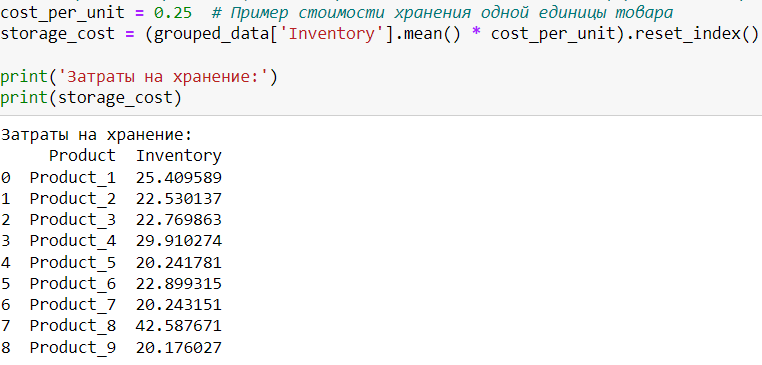 cost_per_unit = 0.25  # Пример стоимости хранения одной единицы товара
storage_cost = (grouped_data['Inventory'].mean() * cost_per_unit).reset_index()
print('Затраты на хранение:')
print(storage_cost)
Затраты на хранение:
     Product  Inventory
0  Product_1  25.409589
1  Product_2  22.530137
2  Product_3  22.769863
3  Product_4  29.910274
4  Product_5  20.241781
5  Product_6  22.899315
6  Product_7  20.243151
7  Product_8  42.587671
8  Product_9  20.176027